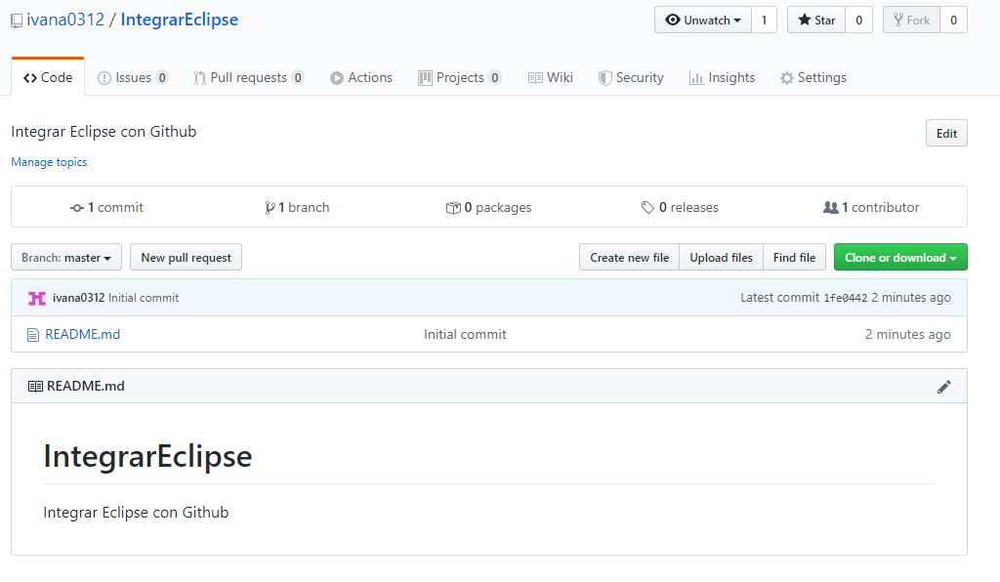 ivana0312 / IntegrarEclipse Unwatch 1 Star 0 Fork 0
Code Issues 0 Pull requests 0 Actions Projects 0 Wiki Security Insights Settings
Integrar Eclipse con Github Edit
Manage topics
1 commit 1 branch 0 packages 0 releases 1 contributor
Branch: master New pull request Create new file Upload files Find file Clone or download
ivana0312 Initial commit Latest commit 1fe0442 2 minutes ago
README.md Initial commit 2 minutes ago
README.md
IntegrarEclipse
Integrar Eclipse con Github